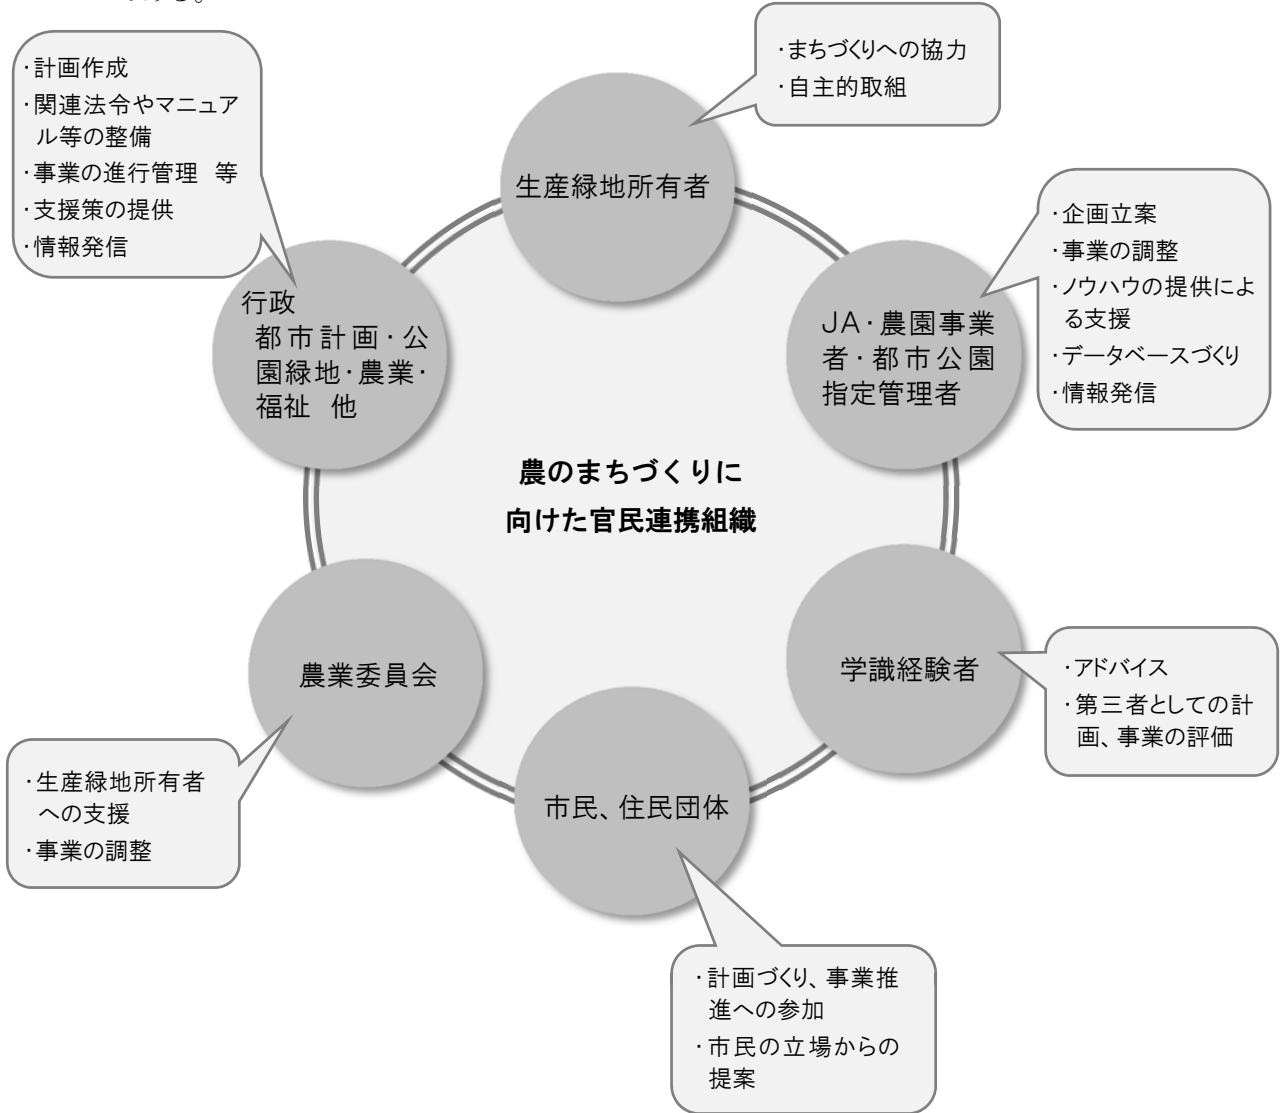 ける。
・まちづくりへの協力
・自主的取組
生産緑地所有者
・計画作成
・関連法令やマニュア
ル等の整備
・事業の進行管理　等
・支援策の提供
・情報発信
行政
都市計画・公
園緑地・農業・
福祉　他
・企画立案
・事業の調整
・ノウハウの提供によ
る支援
・データベースづくり
・情報発信
JA・農園事業
者・都市公園
指定管理者
農のまちづくりに
向けた官民連携組織
農業委員会
・生産緑地所有者
への支援
・事業の調整
学識経験者
・アドバイス
・第三者としての計
画、事業の評価
市民、住民団体
・計画づくり、事業推
進への参加
・市民の立場からの
提案